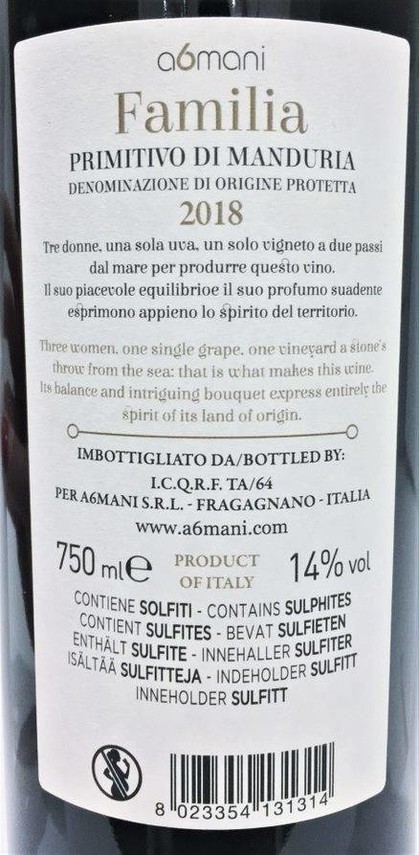 a6mani
Familia
PRIMITIVO DI MANDURIA
DENOMINAZIONE DI ORIGINE PROTETTA
2018
Tre donne, una sola uva, un solo vigneto a due passi
dal mare per produrre questo vino.
Il suo piacevole equilibrioe il suo profumo suadente
esprimono appieno lo spirito del territorio.
Three women, one single grape, one vineyard a stone's
throw from the sea: that is what makes this wine.
Its balance and intriguing bouquet express entirely the
spirit of its land of origin.
IMBOTTIGLIATO DA/BOTTLED BY:
I.C.Q.R.F. TA/64
PER A6MANI S.R.L. - FRAGAGNANO - ITALIA
www.a6mani.com
750 ml e PRODUCT OF ITALY 14% vol
CONTIENE SOLFITI - CONTAINS SULPHITES
CONTIENT SULFITES - BEVAT SULFIETEN
ENTHÄLT SULFITE - INNEHALLER SULFITER
ISÄLTÄÄ SULFITTEJA - INDEHOLDER SULFITT
INNEHOLDER SULFITT
8 023354 131314